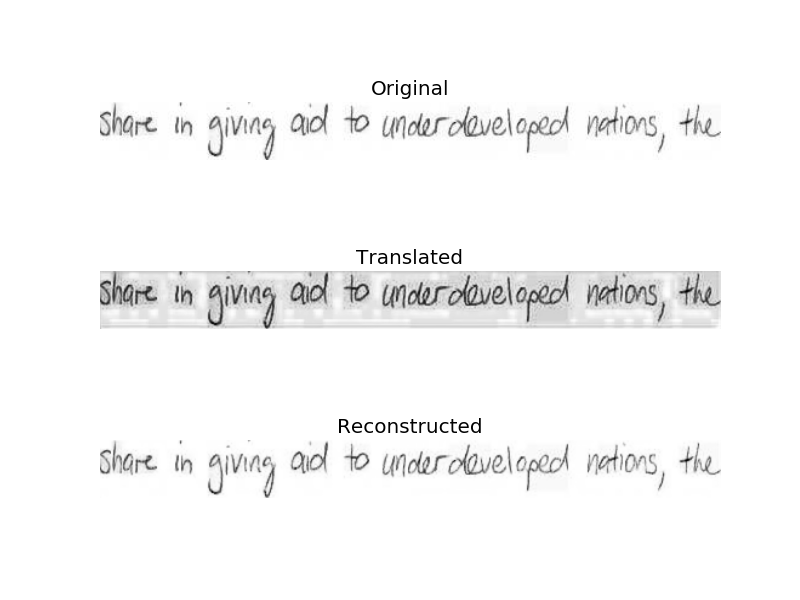 Original
share in giving aid to underdeveloped nations, the
Translated
share in giving aid to underdeveloped nations, the
Reconstructed
share in giving aid to underdeveloped nations, the